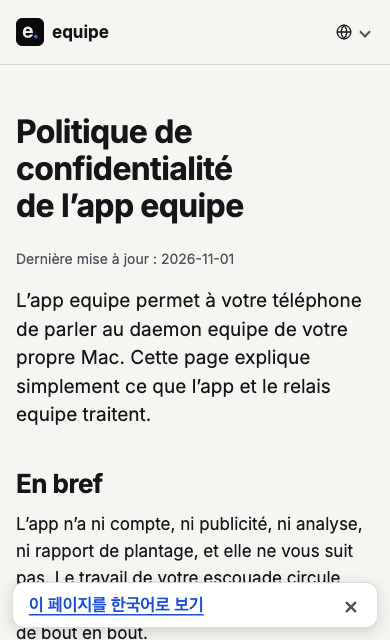 e. equipe
Politique de
confidentialité
de l’app equipe
Dernière mise à jour : 2026-11-01
L’app equipe permet à votre téléphone
de parler au daemon equipe de votre
propre Mac. Cette page explique
simplement ce que l’app et le relais
equipe traitent.
En bref
L’app n’a ni compte, ni publicité, ni analyse,
ni rapport de plantage, et elle ne vous suit
pas. Le travail de votre escouade circule
이 페이지를 한국어로 보기
de bout en bout.